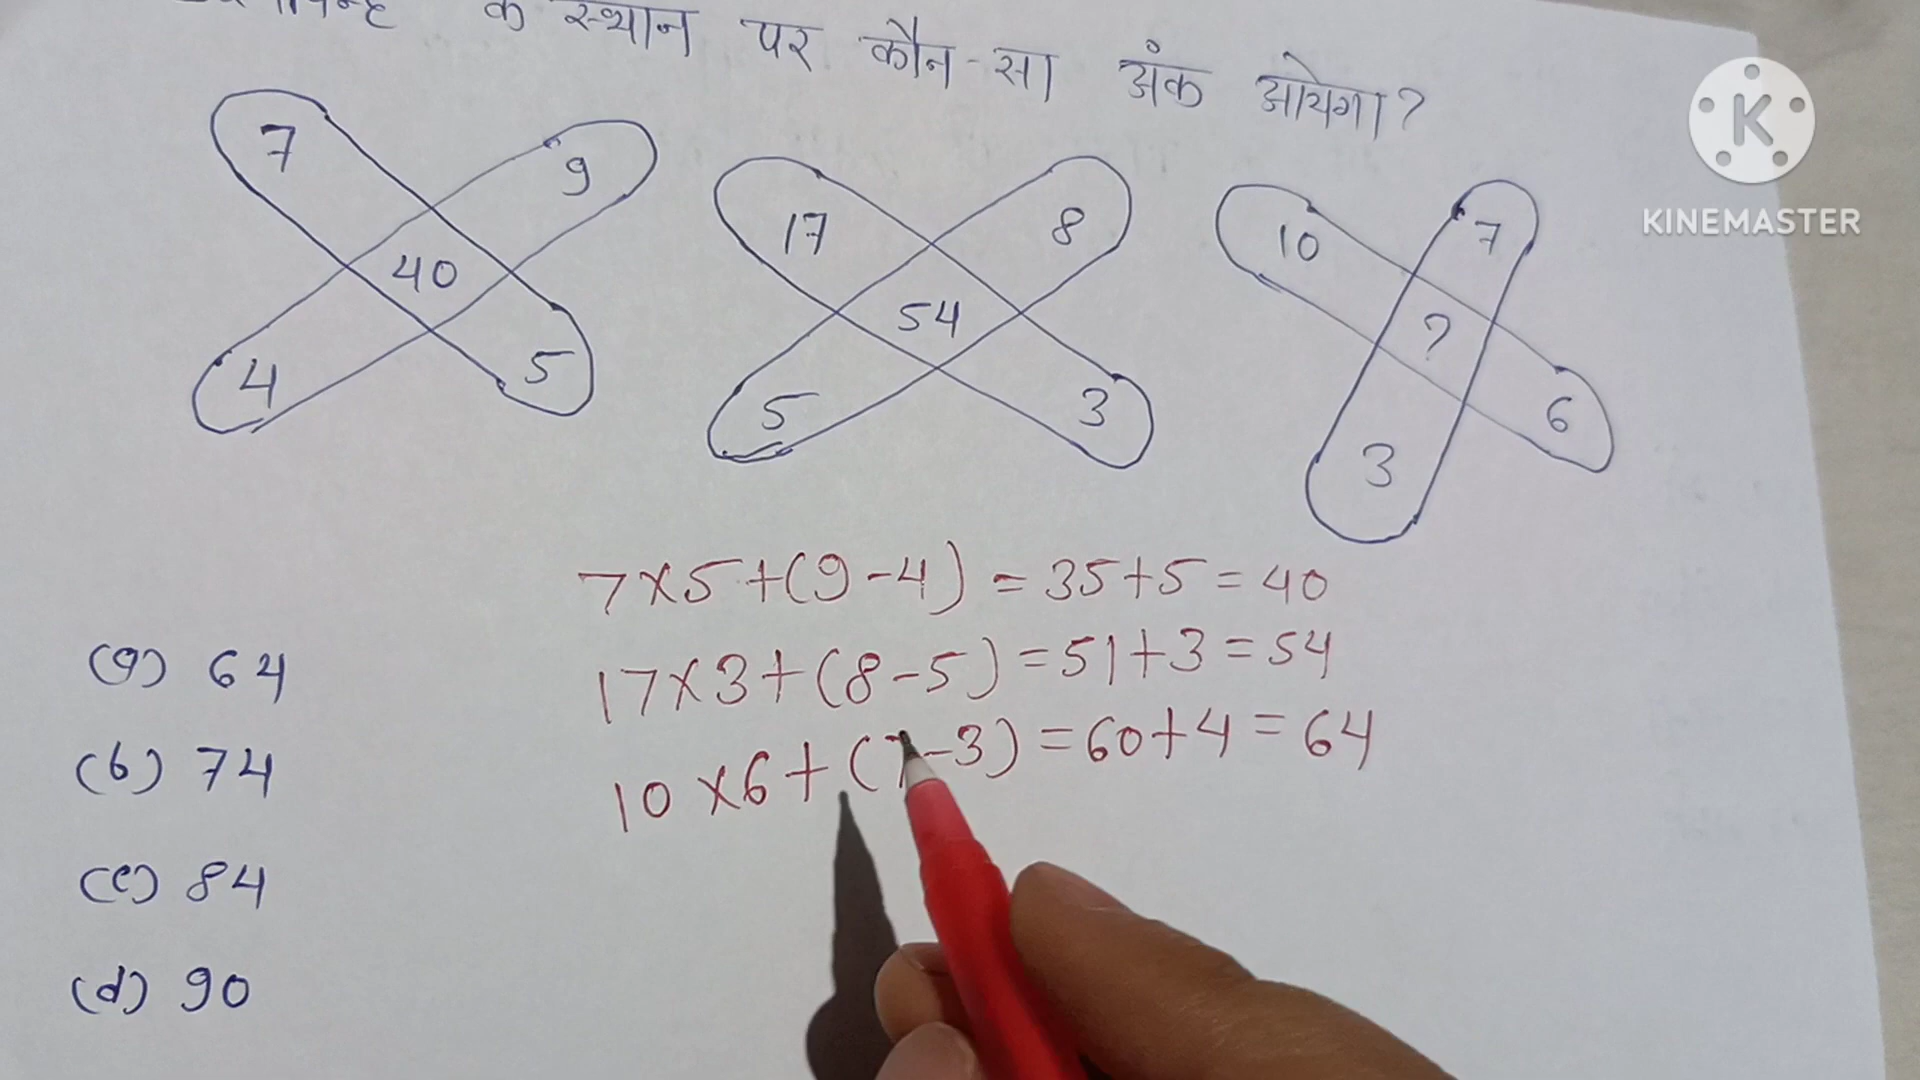 के स्थान पर कौन-सा अंक आयेगा?
7 9
40
4 5
17 8
54
5 3
10 7
?
3 6
7×5+(9-4) = 35+5=40
17×3+(8-5)=51+3=54
10×6+(7-3)=60+4=64
(a) 64
(b) 74
(c) 84
(d) 90
K
KINEMASTER